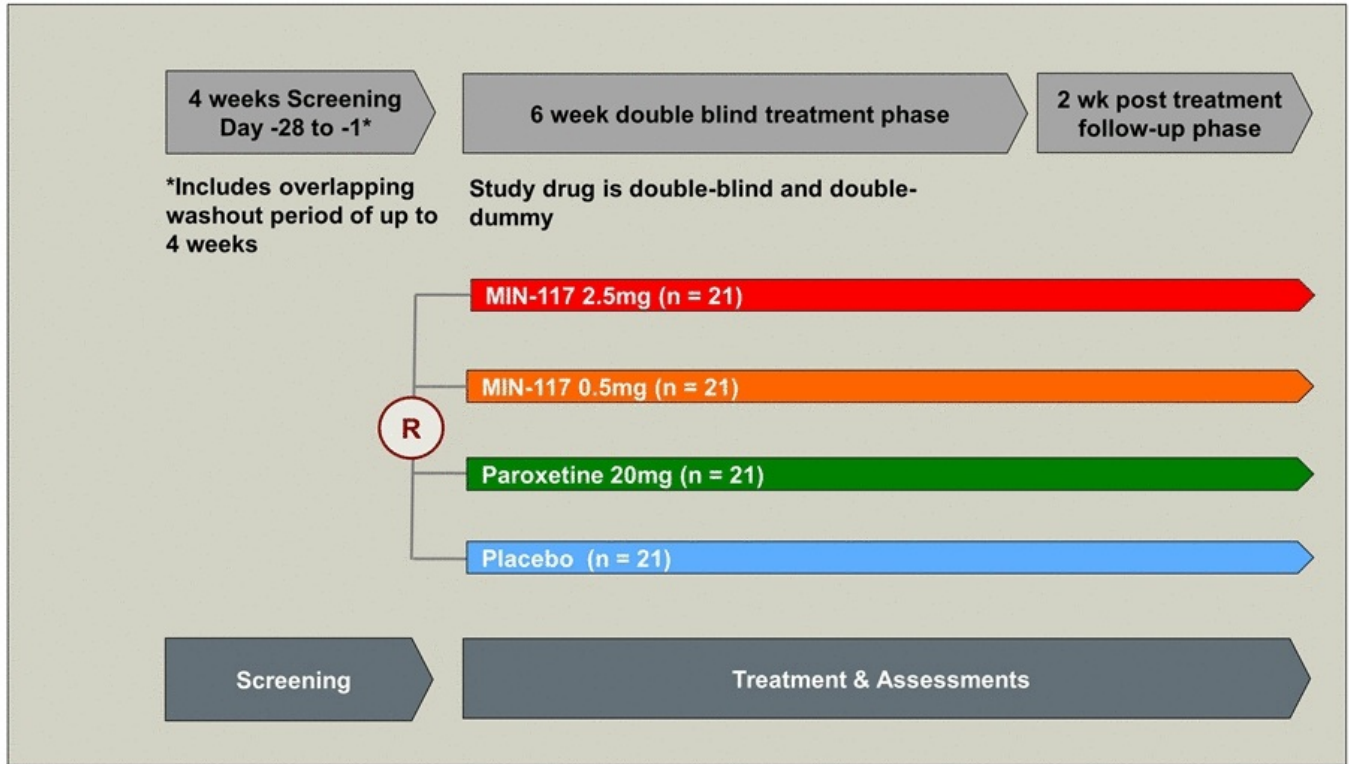 4 weeks Screening
Day -28 to -1*
6 week double blind treatment phase
2 wk post treatment
follow-up phase
*Includes overlapping
washout period of up to
4 weeks
Study drug is double-blind and double-
dummy
MIN-117 2.5mg (n = 21)
MIN-117 0.5mg (n = 21)
R
Paroxetine 20mg (n = 21)
Placebo (n = 21)
Screening
Treatment & Assessments